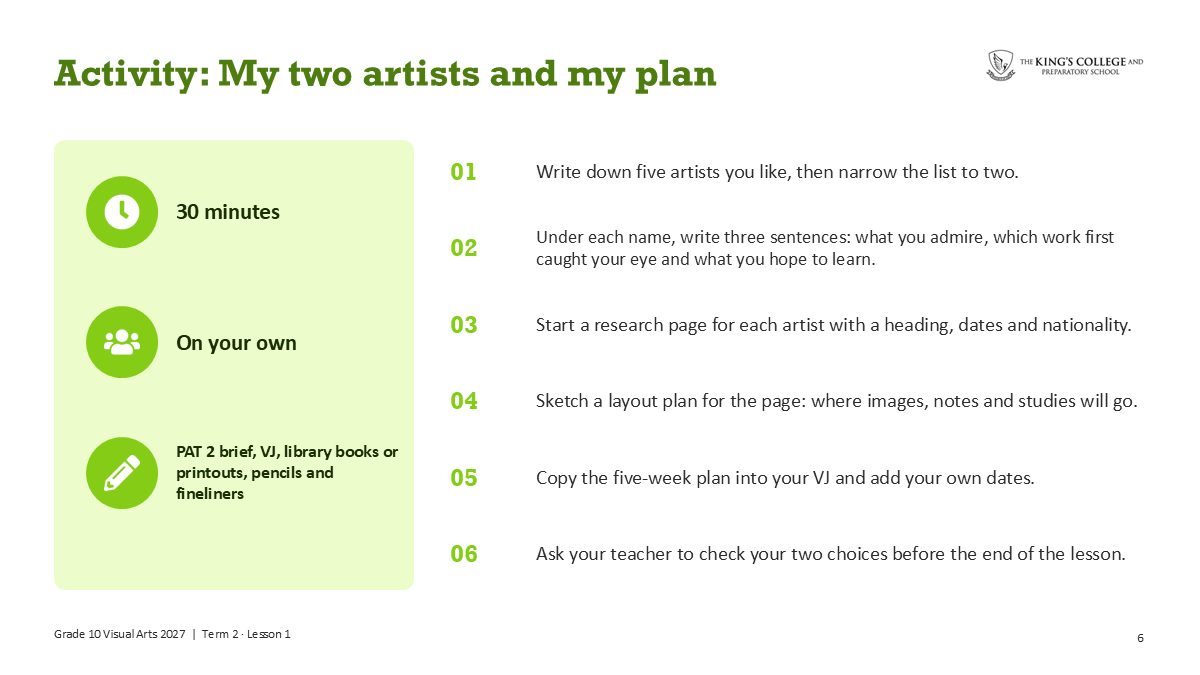 Activity: My two artists and my plan
THE KING'S COLLEGE AND
PREPARATORY SCHOOL
30 minutes
On your own
PAT 2 brief, VJ, library books or
printouts, pencils and
fineliners
01
Write down five artists you like, then narrow the list to two.
02
Under each name, write three sentences: what you admire, which work first
caught your eye and what you hope to learn.
03
Start a research page for each artist with a heading, dates and nationality.
04
Sketch a layout plan for the page: where images, notes and studies will go.
05
Copy the five-week plan into your VJ and add your own dates.
06
Ask your teacher to check your two choices before the end of the lesson.
Grade 10 Visual Arts 2027 | Term 2 · Lesson 1
6